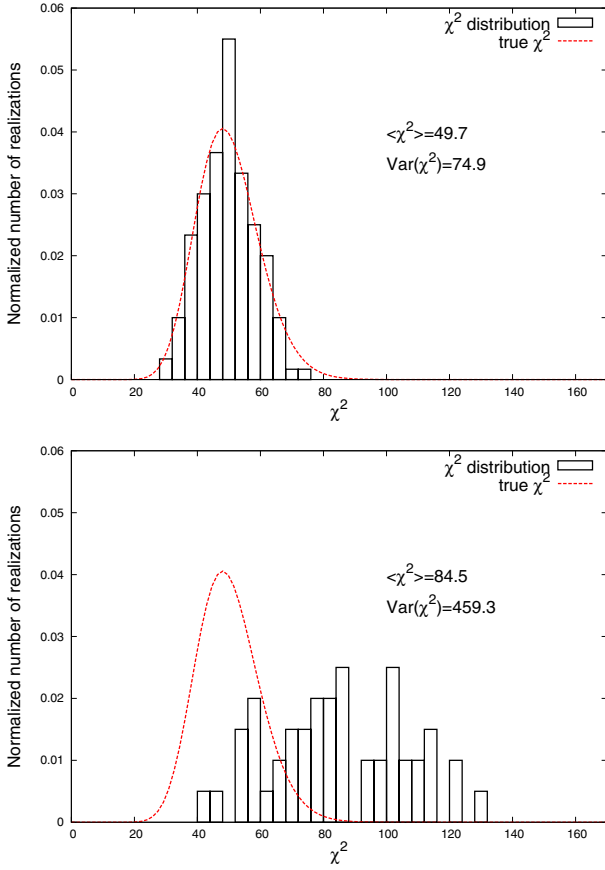 0.06
0.05
0.04
0.03
0.02
0.01
0
Normalized number of realizations
χ² distribution
true χ²
<χ²>=49.7
Var(χ²)=74.9
0 20 40 60 80 100 120 140 160
χ²
0.06
0.05
0.04
0.03
0.02
0.01
0
Normalized number of realizations
χ² distribution
true χ²
<χ²>=84.5
Var(χ²)=459.3
0 20 40 60 80 100 120 140 160
χ²